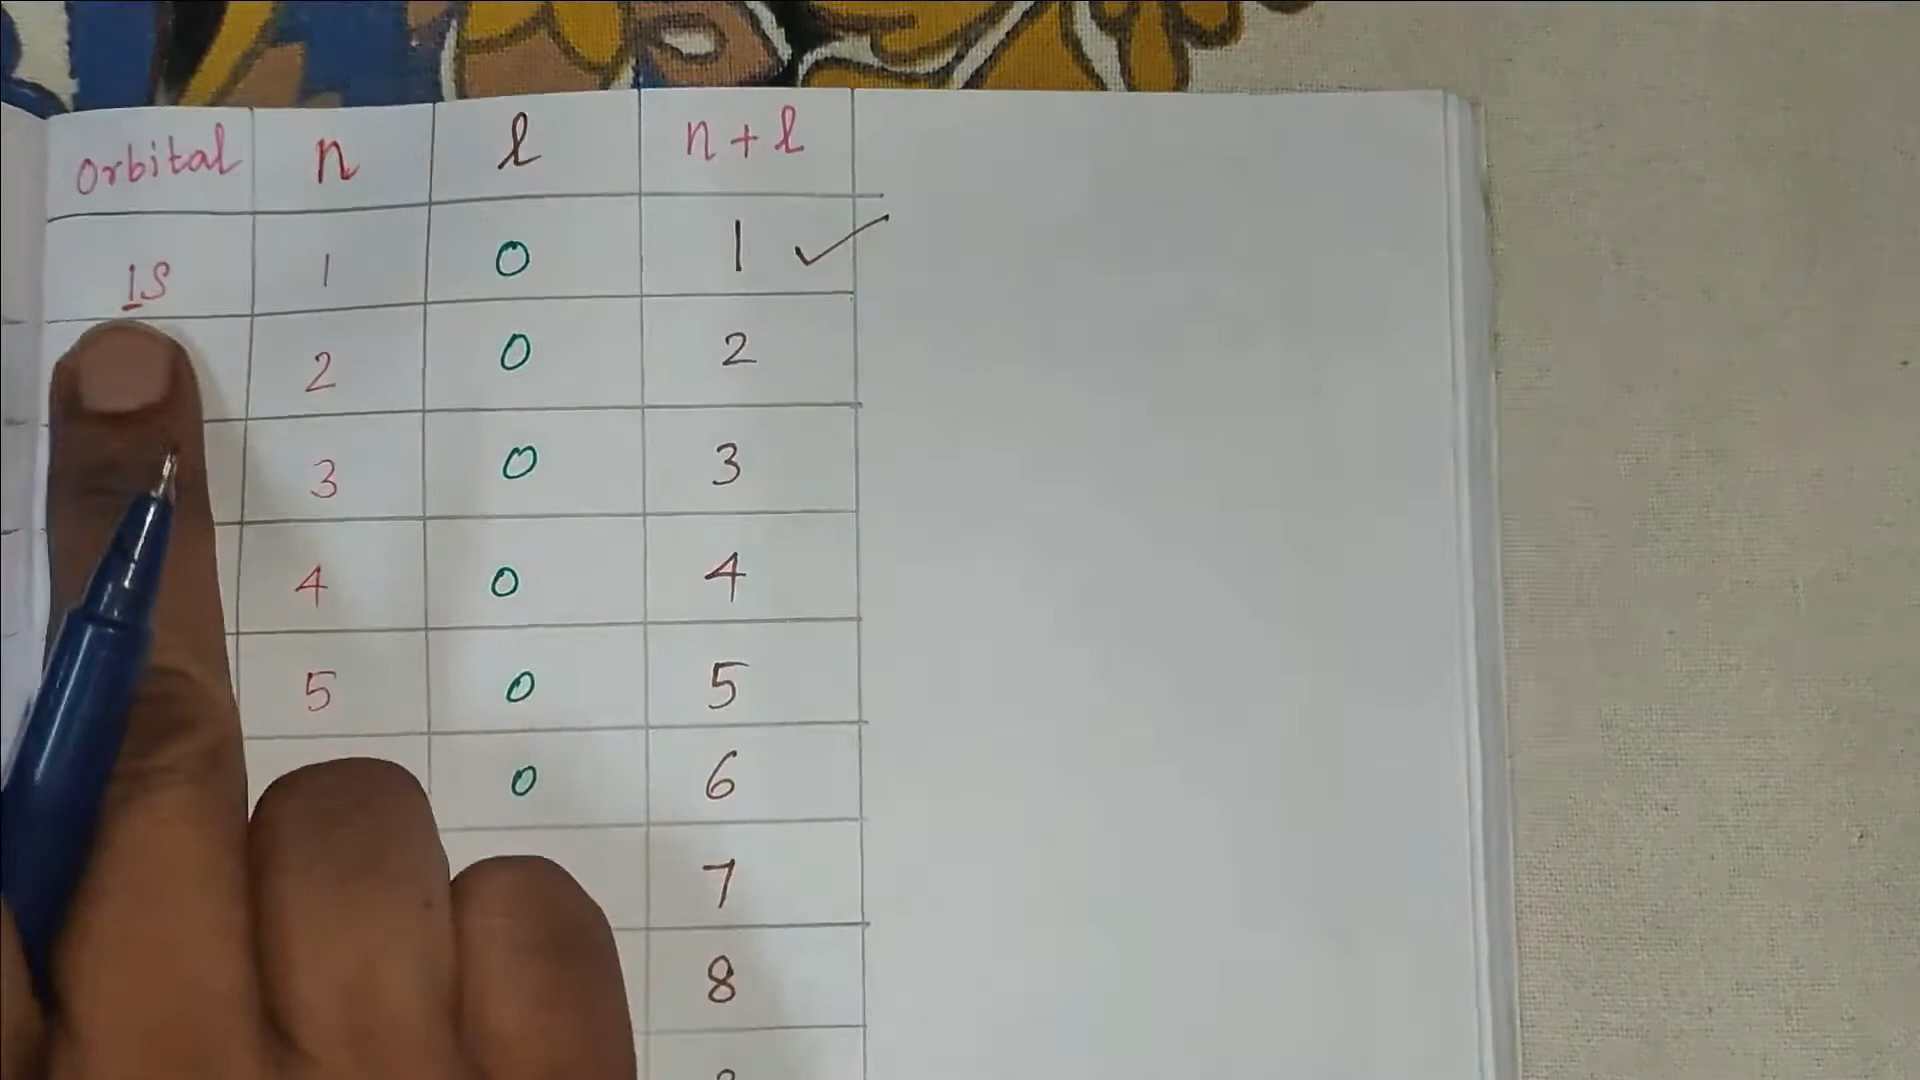 Orbital n l n + l
1S 1 0 1 ✓
2 0 2
3 0 3
4 0 4
5 0 5
0 6
7
8